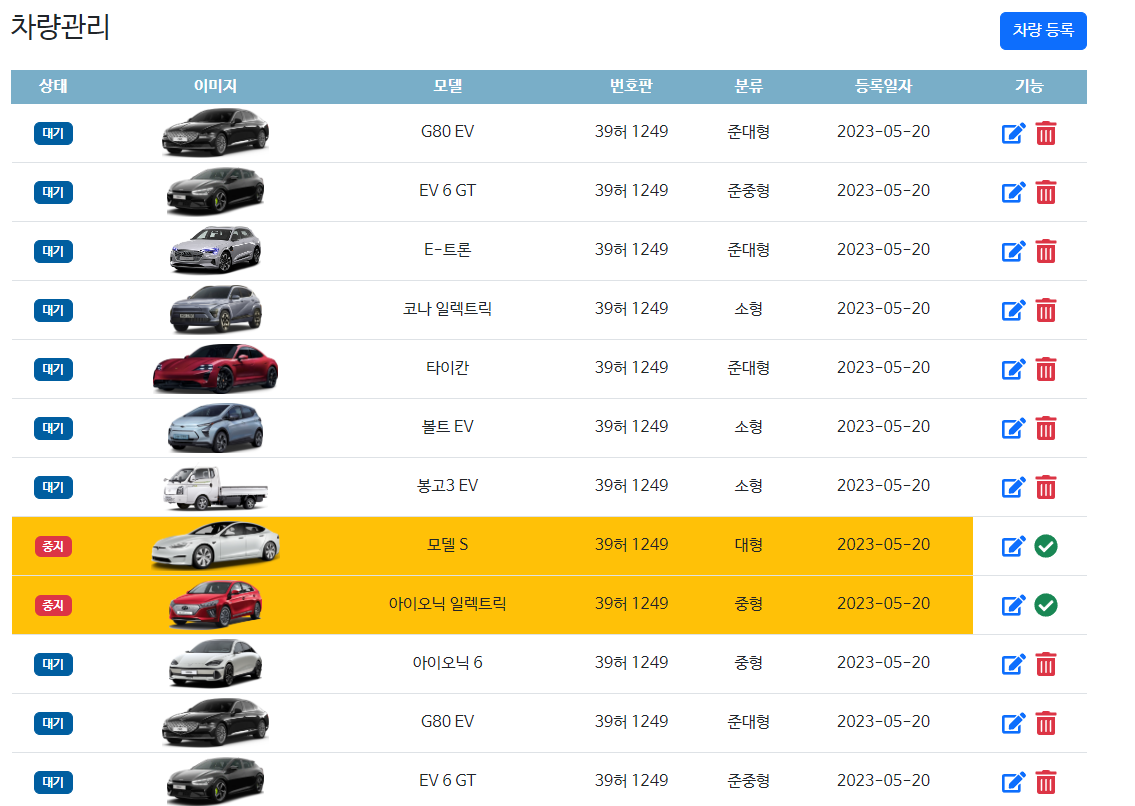 차량관리
차량 등록
상태 이미지 모델 번호판 분류 등록일자 기능
대기 G80 EV 39허 1249 준대형 2023-05-20
대기 EV 6 GT 39허 1249 준중형 2023-05-20
대기 E-트론 39허 1249 준대형 2023-05-20
대기 코나 일렉트릭 39허 1249 소형 2023-05-20
대기 타이칸 39허 1249 준대형 2023-05-20
대기 볼트 EV 39허 1249 소형 2023-05-20
대기 봉고3 EV 39허 1249 소형 2023-05-20
중지 모델 S 39허 1249 대형 2023-05-20
중지 아이오닉 일렉트릭 39허 1249 중형 2023-05-20
대기 아이오닉 6 39허 1249 중형 2023-05-20
대기 G80 EV 39허 1249 준대형 2023-05-20
대기 EV 6 GT 39허 1249 준중형 2023-05-20